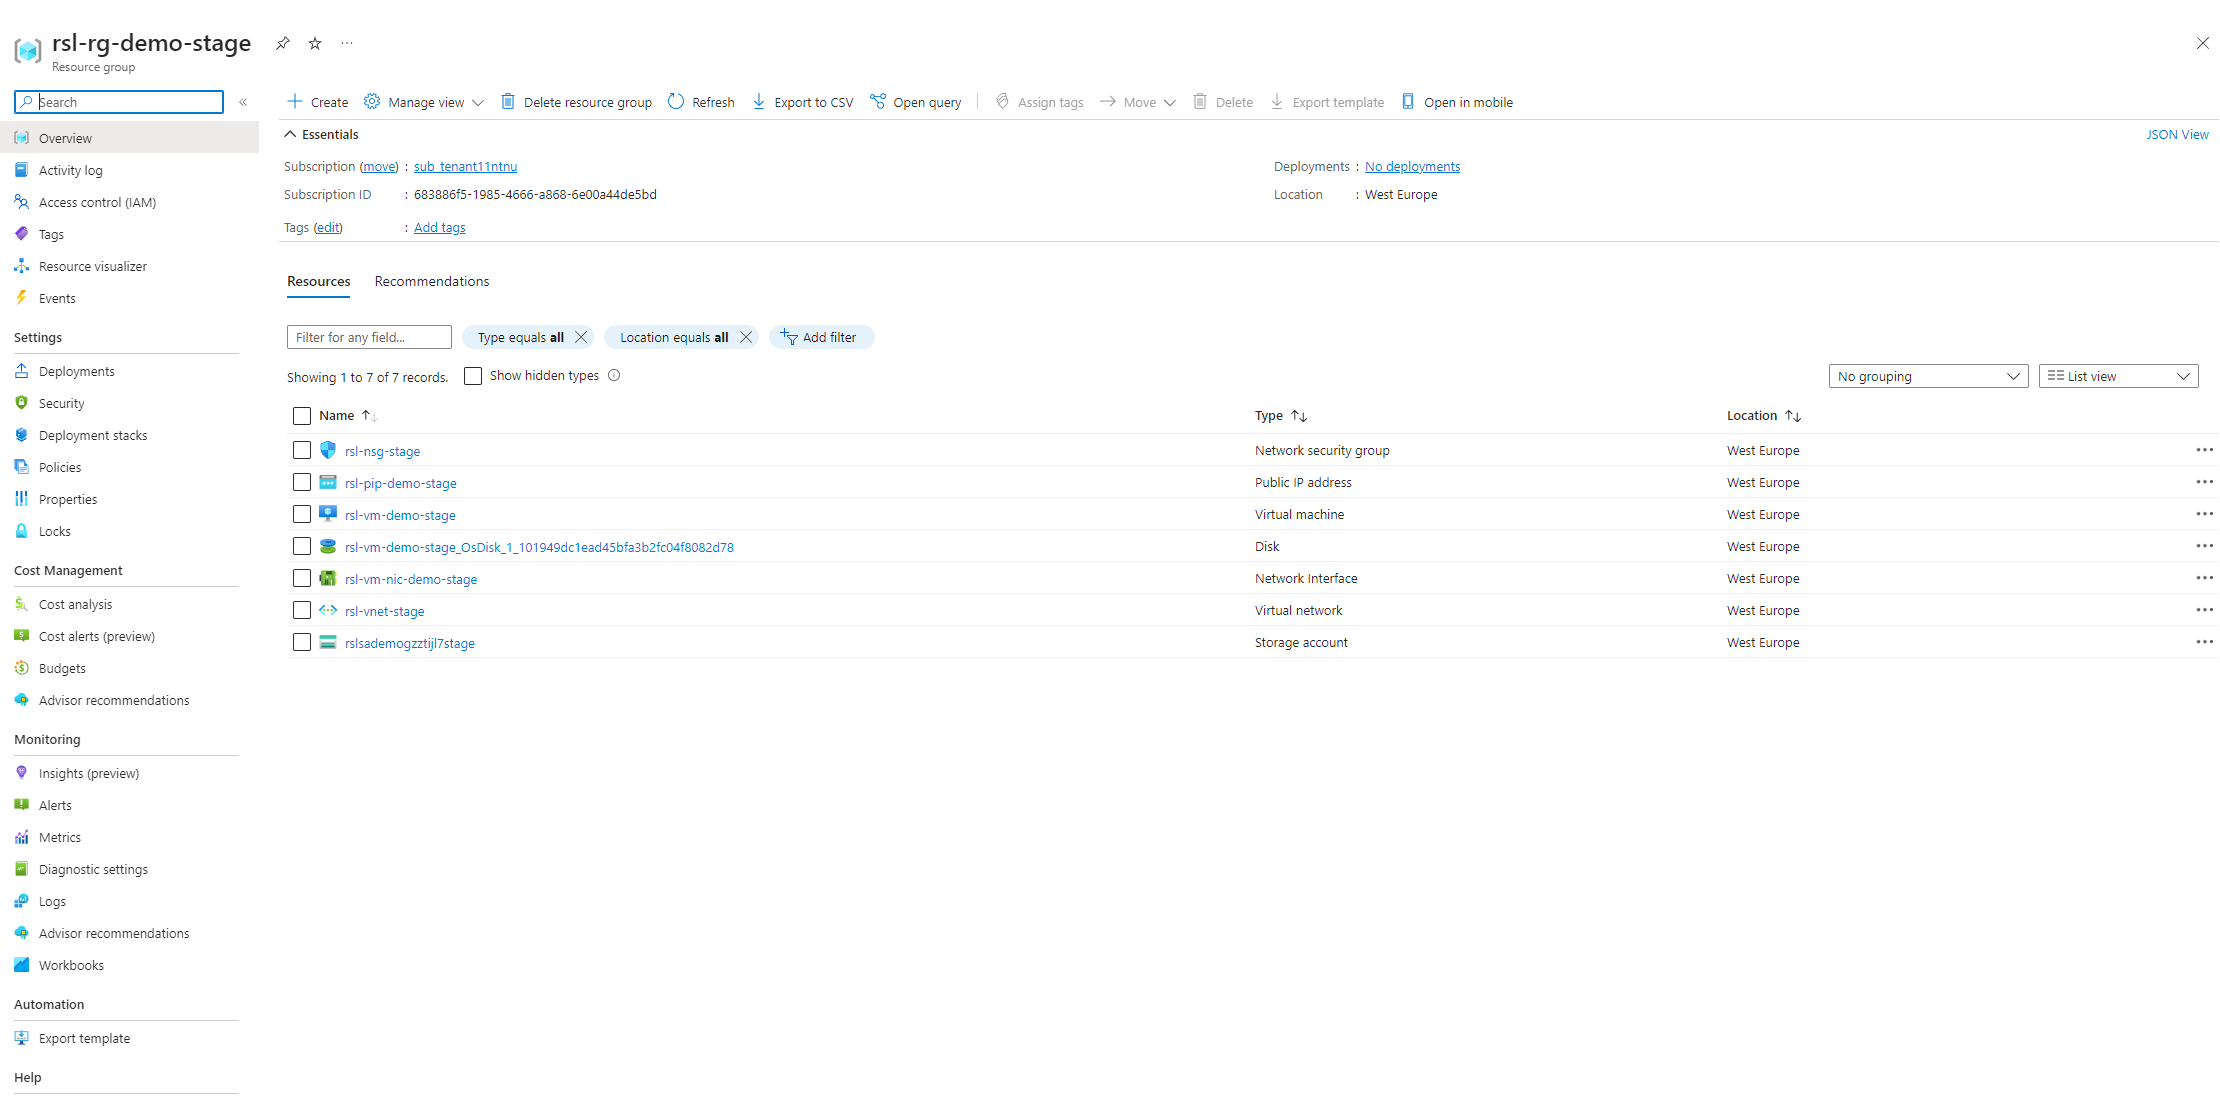 rsl-rg-demo-stage
Resource group
Search
Create Manage view Delete resource group Refresh Export to CSV Open query Assign tags Move Delete Export template Open in mobile
Essentials JSON View
Subscription (move) : sub_tenant11ntnu Deployments : No deployments
Subscription ID : 683886f5-1985-4666-a868-6e00a44de5bd Location : West Europe
Tags (edit) : Add tags
Overview
Activity log
Access control (IAM)
Tags
Resource visualizer
Events
Settings
Deployments
Security
Deployment stacks
Policies
Properties
Locks
Cost Management
Cost analysis
Cost alerts (preview)
Budgets
Advisor recommendations
Monitoring
Insights (preview)
Alerts
Metrics
Diagnostic settings
Logs
Advisor recommendations
Workbooks
Automation
Export template
Help
Resources Recommendations
Filter for any field... Type equals all Location equals all Add filter
Showing 1 to 7 of 7 records. Show hidden types No grouping List view
Name Type Location
rsl-nsg-stage Network security group West Europe
rsl-pip-demo-stage Public IP address West Europe
rsl-vm-demo-stage Virtual machine West Europe
rsl-vm-demo-stage_OsDisk_1_101949dc1ead45bfa3b2fc04f8082d78 Disk West Europe
rsl-vm-nic-demo-stage Network Interface West Europe
rsl-vnet-stage Virtual network West Europe
rslsademogzztijl7stage Storage account West Europe